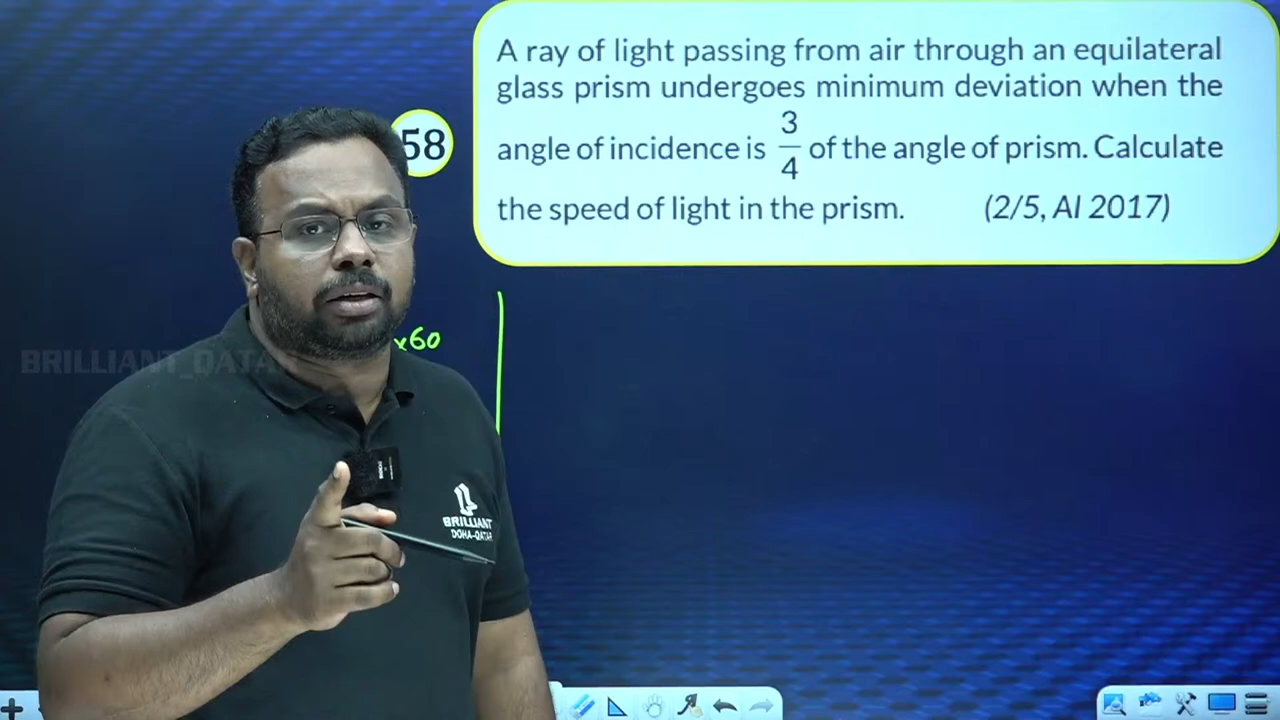 A ray of light passing from air through an equilateral
glass prism undergoes minimum deviation when the
58
angle of incidence is 3/4 of the angle of prism. Calculate
the speed of light in the prism. (2/5, AI 2017)
×60
BRILLIANT_QATA
BRILLIANT
DOHA-QATAR